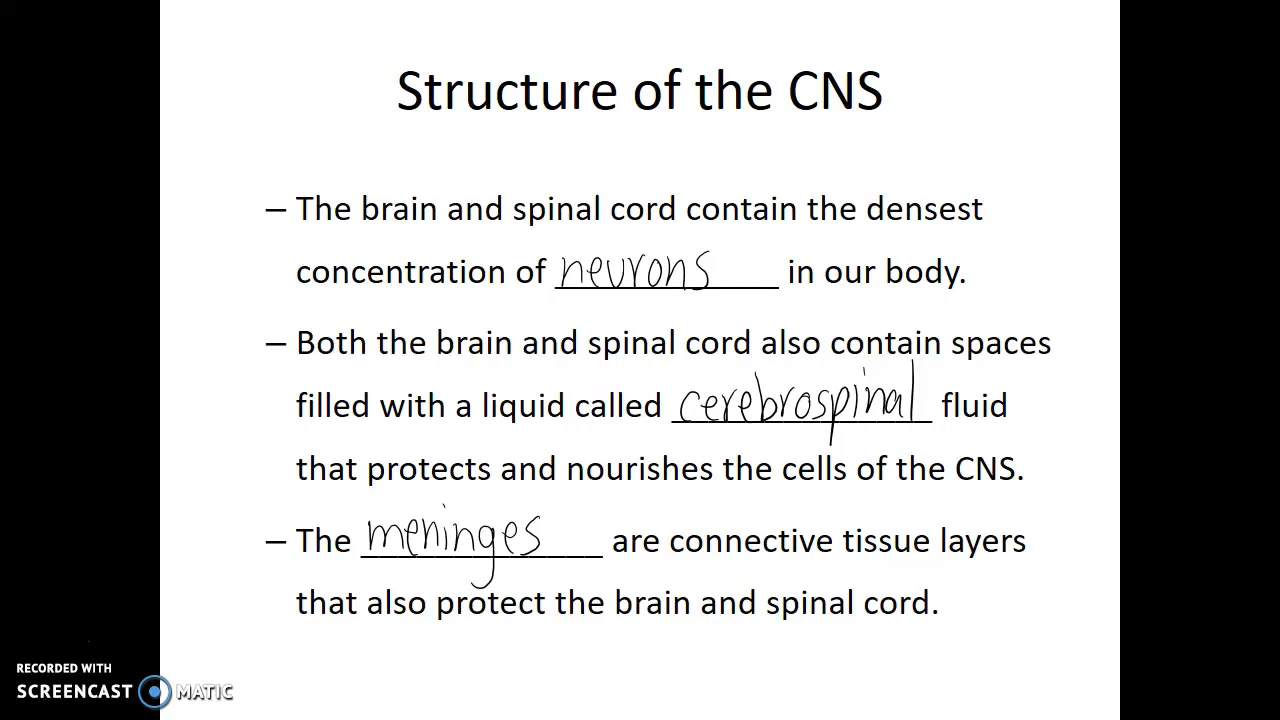 Structure of the CNS
– The brain and spinal cord contain the densest
concentration of neurons in our body.
– Both the brain and spinal cord also contain spaces
filled with a liquid called cerebrospinal fluid
that protects and nourishes the cells of the CNS.
– The meninges are connective tissue layers
that also protect the brain and spinal cord.
RECORDED WITH
SCREENCAST MATIC